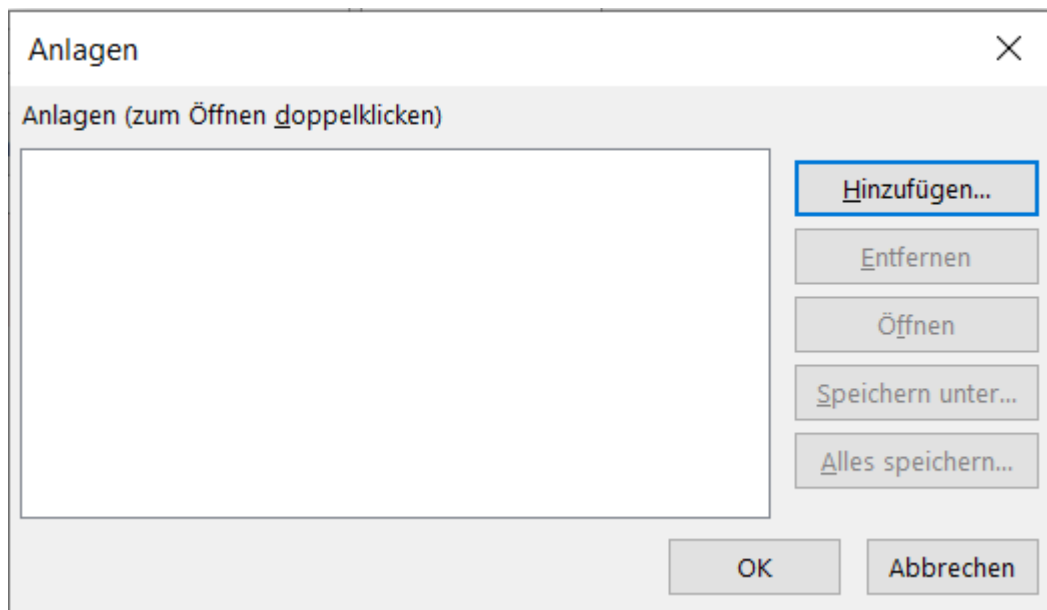 Anlagen
Anlagen (zum Öffnen doppelklicken)
Hinzufügen...
Entfernen
Öffnen
Speichern unter...
Alles speichern...
OK
Abbrechen